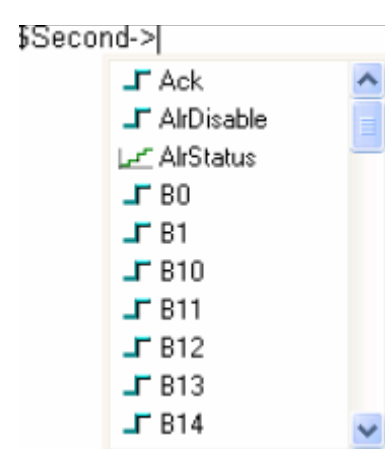 $Second->
Ack
AlrDisable
AlrStatus
B0
B1
B10
B11
B12
B13
B14